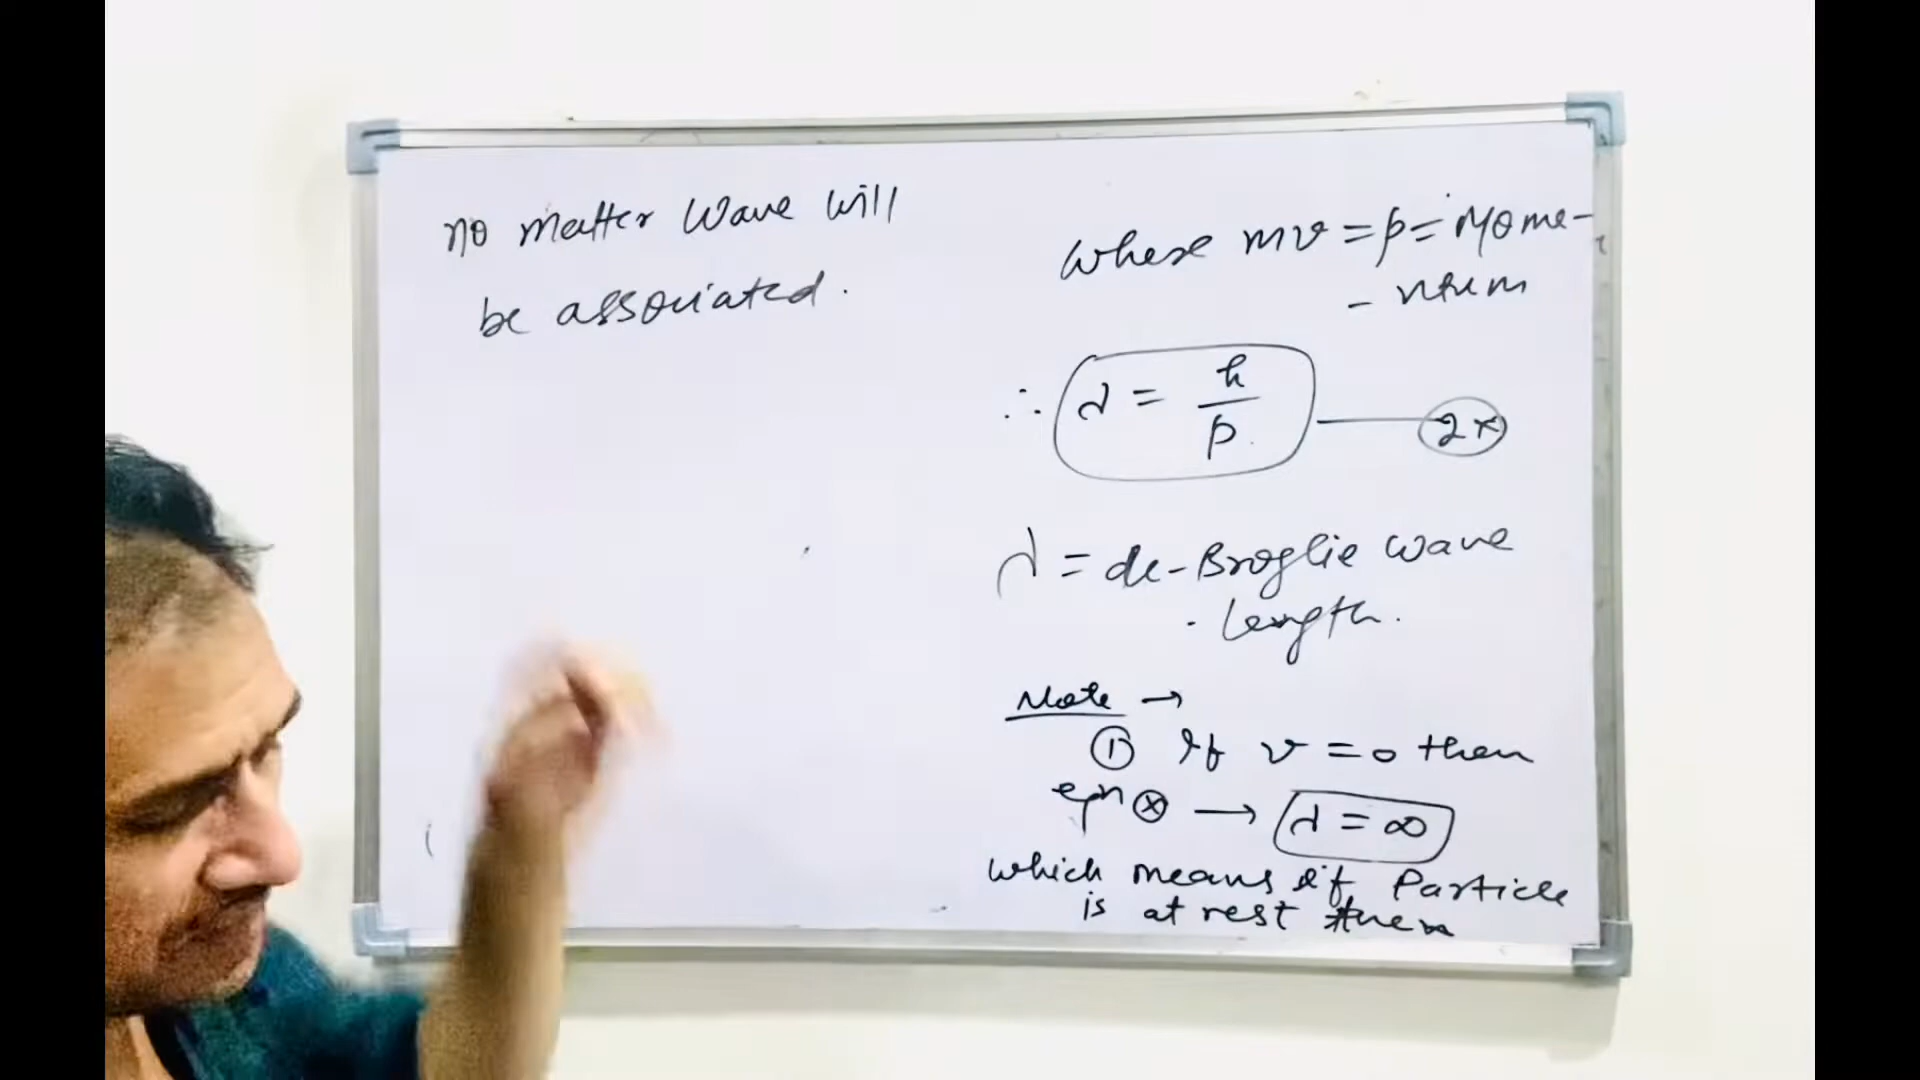 where mv = p = Mome-
- ntum
∴ λ = h/p — 2x
λ = de-Broglie wave
- length.
Note →
① If v = 0 then
eqn ⊗ → λ = ∞
which means if Particle
is at rest then
no matter wave will
be associated.